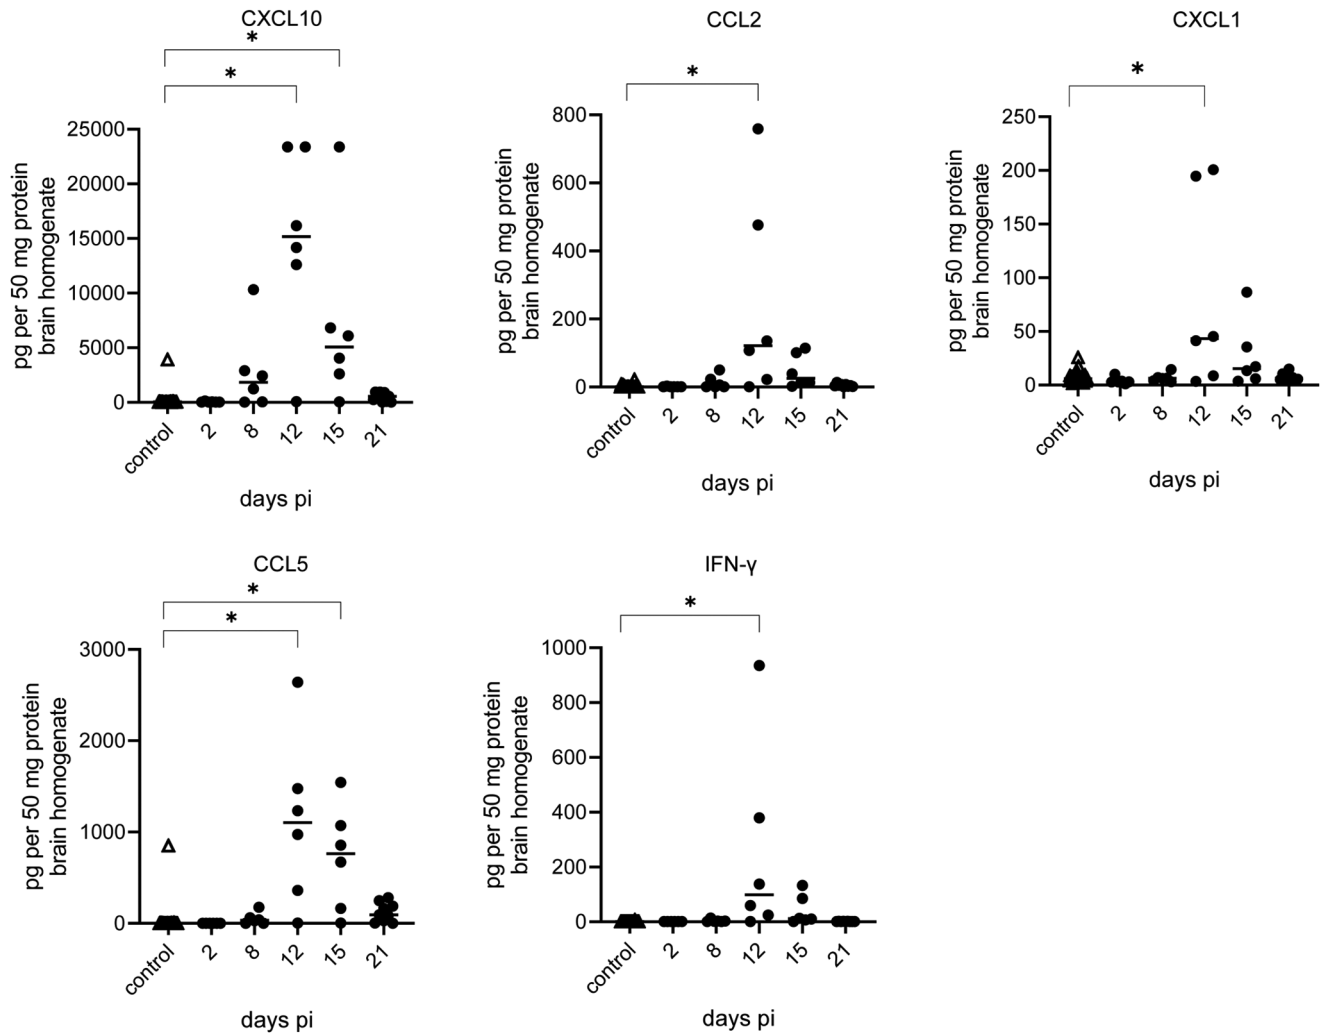 CXCL10
*
*
pg per 50 mg protein
brain homogenate
25000
20000
15000
10000
5000
0
control
2
8
12
15
21
days pi
CCL2
*
pg per 50 mg protein
brain homogenate
800
600
400
200
0
control
2
8
12
15
21
days pi
CXCL1
*
pg per 50 mg protein
brain homogenate
250
200
150
100
50
0
control
2
8
12
15
21
days pi
CCL5
*
*
pg per 50 mg protein
brain homogenate
3000
2000
1000
0
control
2
8
12
15
21
days pi
IFN-γ
*
pg per 50 mg protein
brain homogenate
1000
800
600
400
200
0
control
2
8
12
15
21
days pi